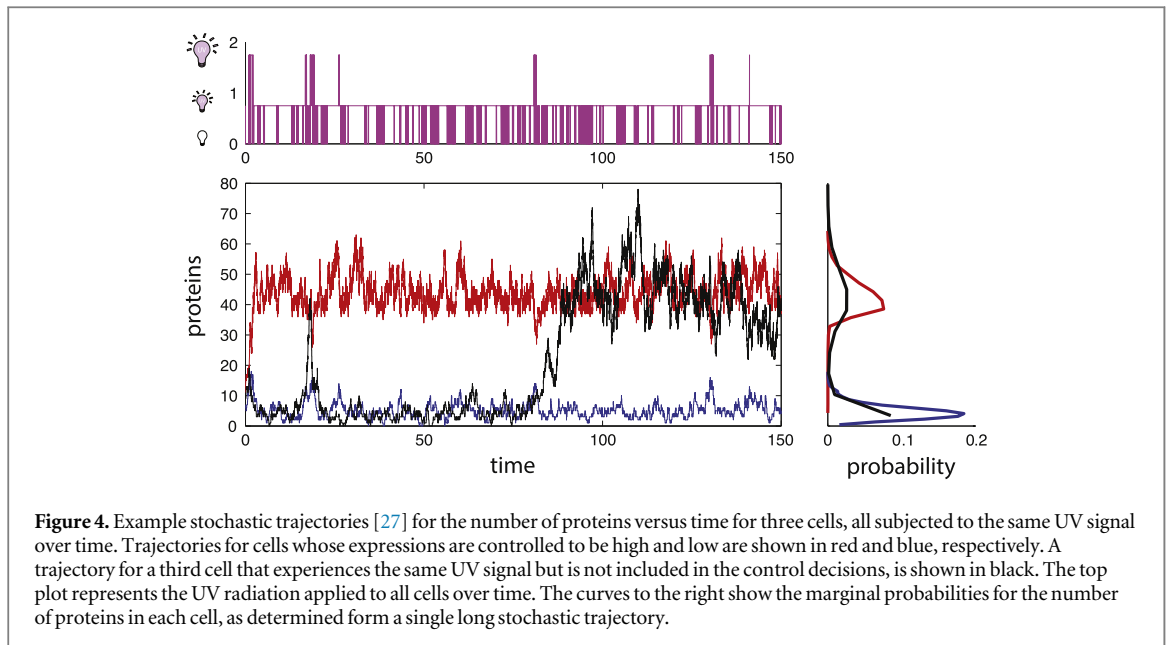 UV
2
1
0
0 50 100 150
80
70
60
50
40
30
20
10
0
proteins
0 50 100 150
time
0 0.1 0.2
probability
Figure 4. Example stochastic trajectories [27] for the number of proteins versus time for three cells, all subjected to the same UV signal
over time. Trajectories for cells whose expressions are controlled to be high and low are shown in red and blue, respectively. A
trajectory for a third cell that experiences the same UV signal but is not included in the control decisions, is shown in black. The top
plot represents the UV radiation applied to all cells over time. The curves to the right show the marginal probabilities for the number
of proteins in each cell, as determined form a single long stochastic trajectory.